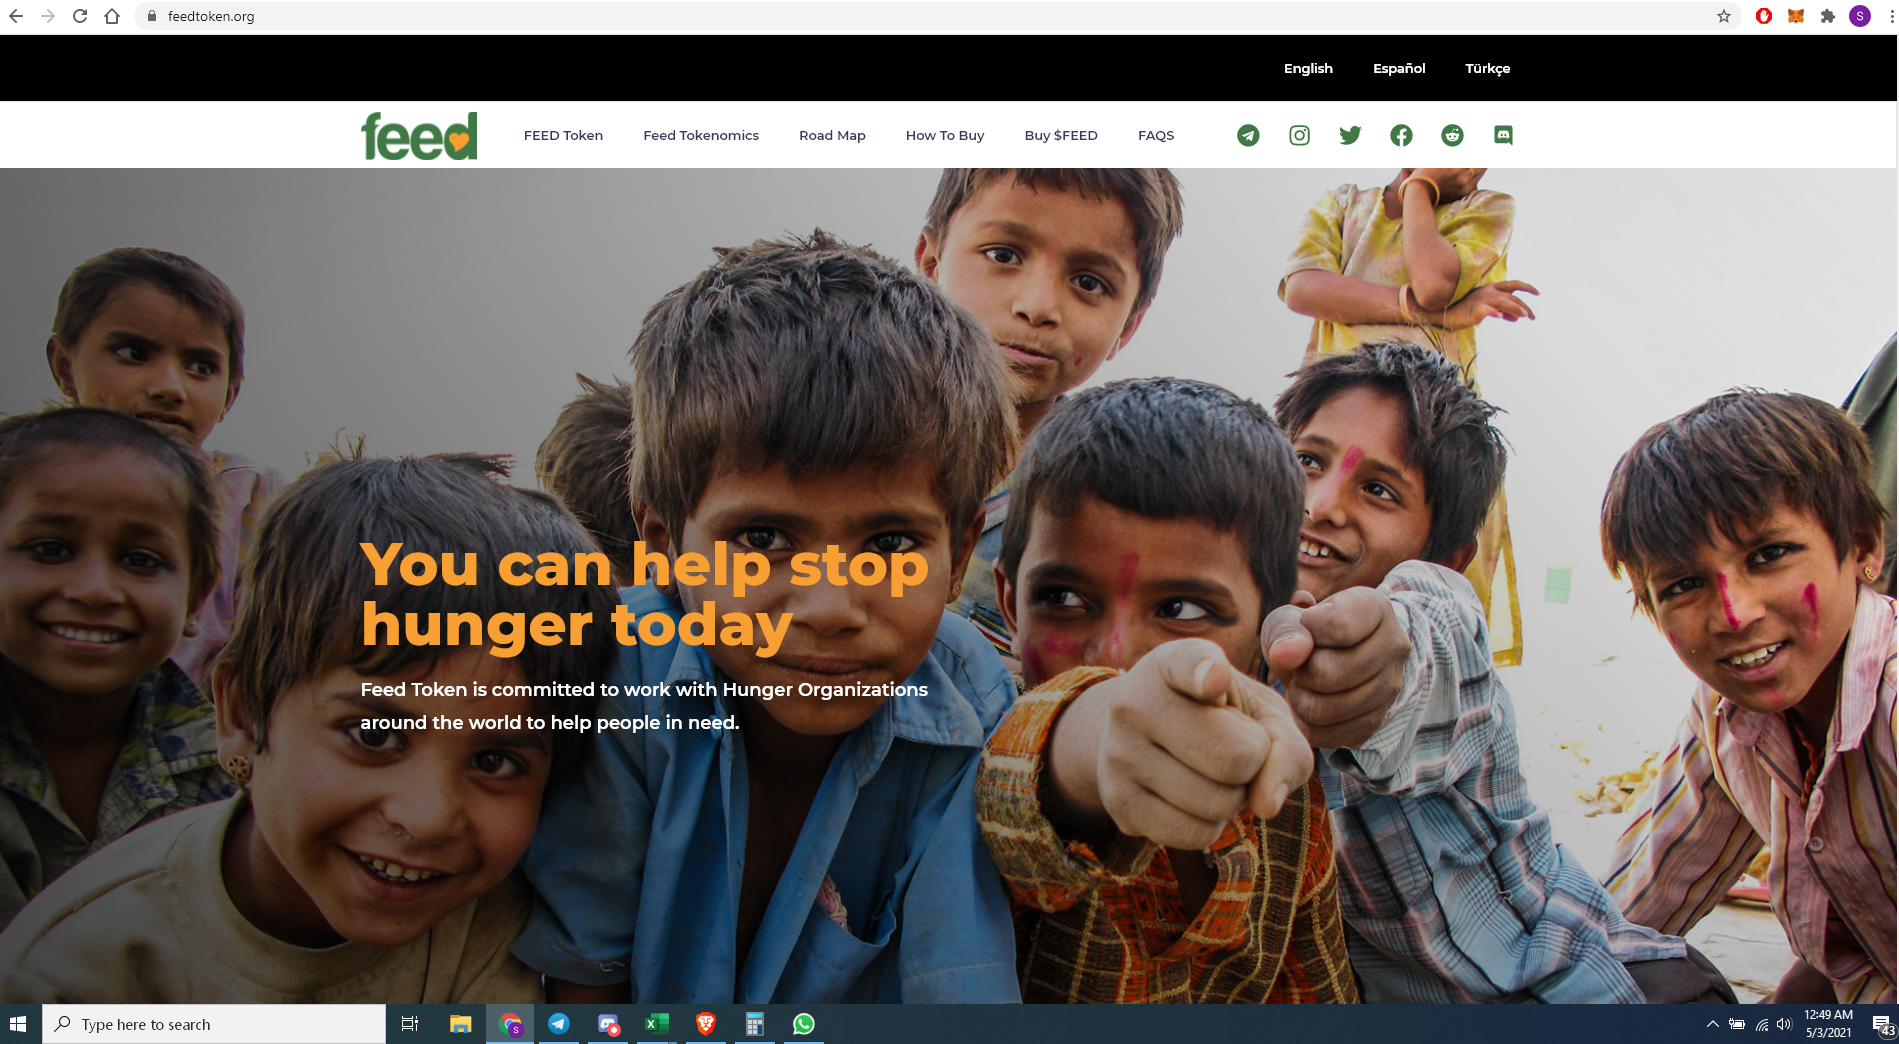 feedtoken.org
S
English Español Türkçe
feed FEED Token Feed Tokenomics Road Map How To Buy Buy $FEED FAQS
You can help stop
hunger today
Feed Token is committed to work with Hunger Organizations
around the world to help people in need.
Type here to search
S
X
12:49 AM
5/3/2021
43